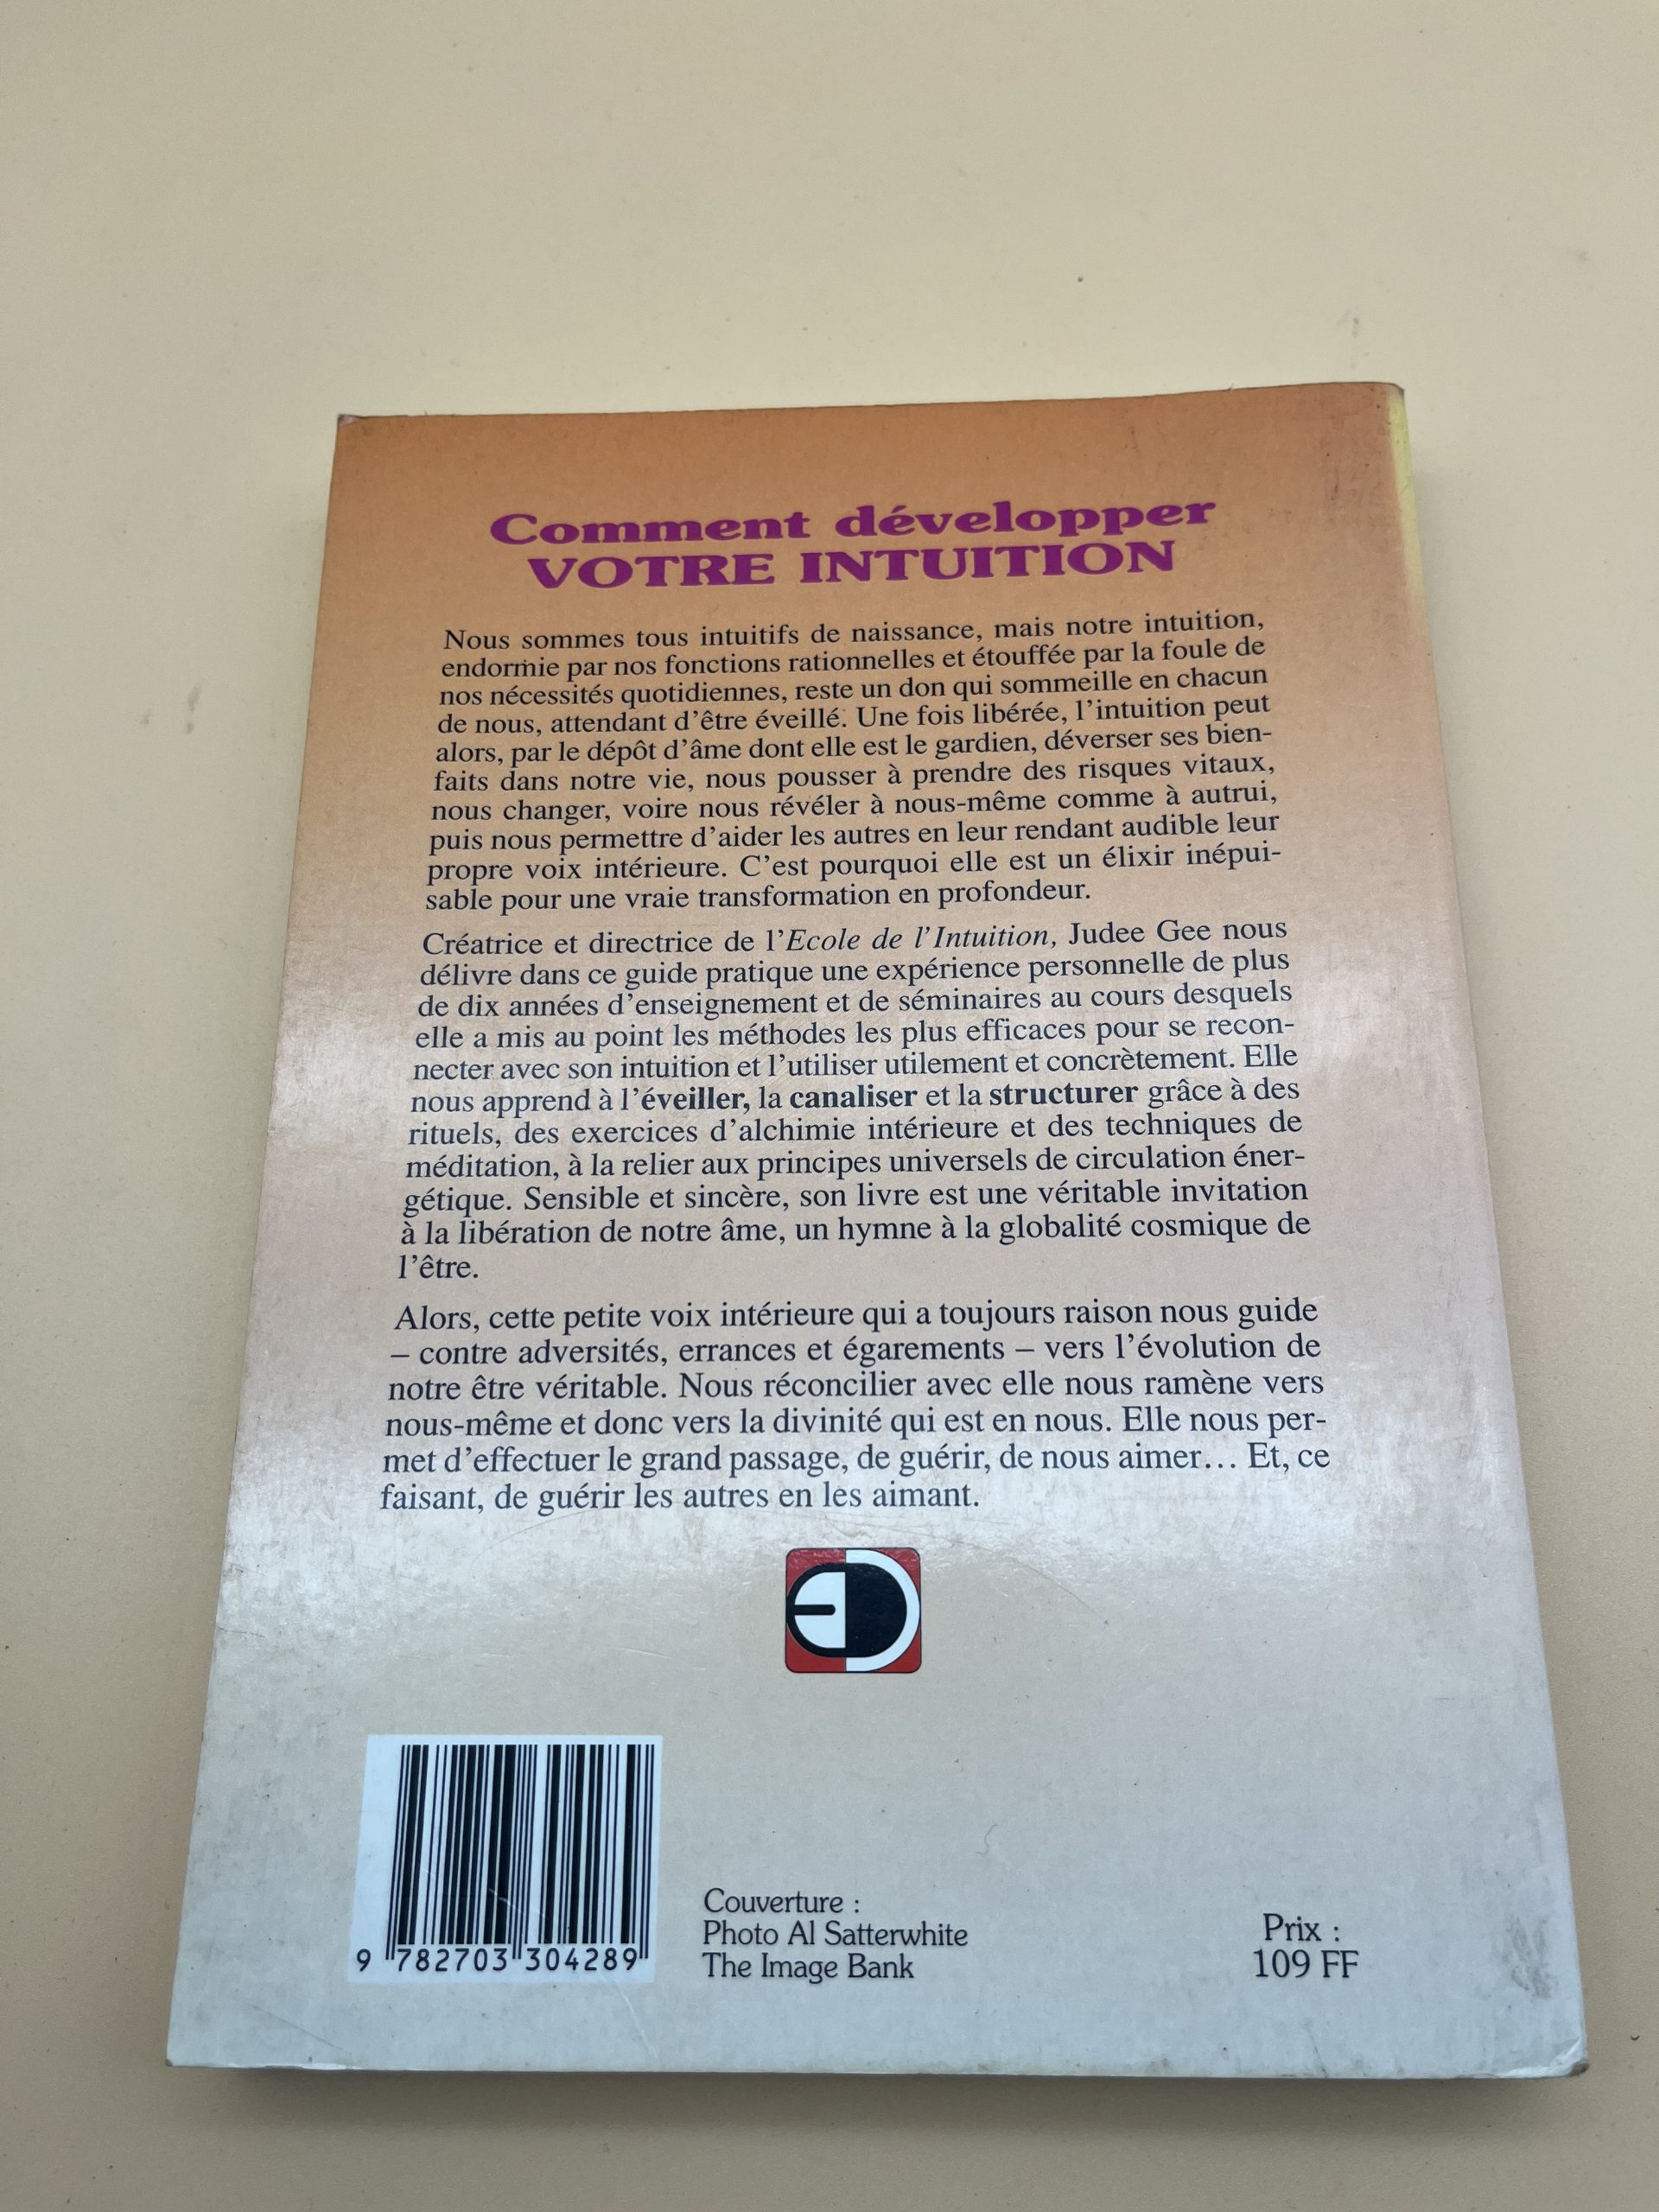 Comment développer
VOTRE INTUITION
Nous sommes tous intuitifs de naissance, mais notre intuition,
endormie par nos fonctions rationnelles et étouffée par la foule de
nos nécessités quotidiennes, reste un don qui sommeille en chacun
de nous, attendant d'être éveillé. Une fois libérée, l'intuition peut
alors, par le dépôt d'âme dont elle est le gardien, déverser ses bien-
faits dans notre vie, nous pousser à prendre des risques vitaux,
nous changer, voire nous révéler à nous-même comme à autrui,
puis nous permettre d'aider les autres en leur rendant audible leur
propre voix intérieure. C'est pourquoi elle est un élixir inépui-
sable pour une vraie transformation en profondeur.
Créatrice et directrice de l'Ecole de l'Intuition, Judee Gee nous
délivre dans ce guide pratique une expérience personnelle de plus
de dix années d'enseignement et de séminaires au cours desquels
elle a mis au point les méthodes les plus efficaces pour se recon-
necter avec son intuition et l'utiliser utilement et concrètement. Elle
nous apprend à l'éveiller, la canaliser et la structurer grâce à des
rituels, des exercices d'alchimie intérieure et des techniques de
méditation, à la relier aux principes universels de circulation éner-
gétique. Sensible et sincère, son livre est une véritable invitation
à la libération de notre âme, un hymne à la globalité cosmique de
l'être.
Alors, cette petite voix intérieure qui a toujours raison nous guide
– contre adversités, errances et égarements – vers l'évolution de
notre être véritable. Nous réconcilier avec elle nous ramène vers
nous-même et donc vers la divinité qui est en nous. Elle nous per-
met d'effectuer le grand passage, de guérir, de nous aimer... Et, ce
faisant, de guérir les autres en les aimant.
9 782703 304289
Couverture :
Photo Al Satterwhite
The Image Bank
Prix :
109 FF